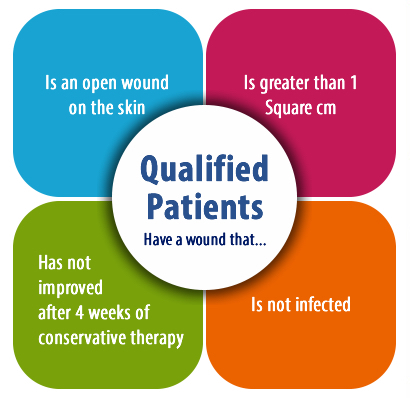 Is an open wound
on the skin
Is greater than 1
Square cm
Qualified
Patients
Have a wound that...
Has not
improved
after 4 weeks of
conservative therapy
Is not infected